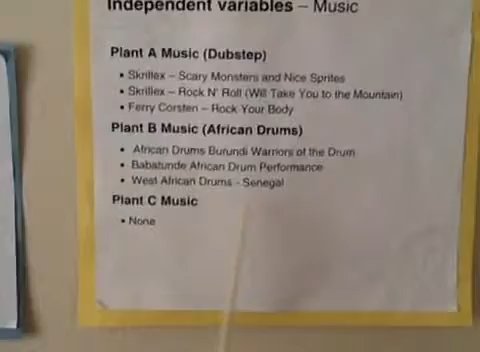 Independent variables – Music
Plant A Music (Dubstep)
• Skrillex – Scary Monsters and Nice Sprites
• Skrillex – Rock N' Roll (Will Take You to the Mountain)
• Ferry Corsten – Rock Your Body
Plant B Music (African Drums)
• African Drums Burundi Warriors of the Drum
• Babatunde African Drum Performance
• West African Drums - Senegal
Plant C Music
• None